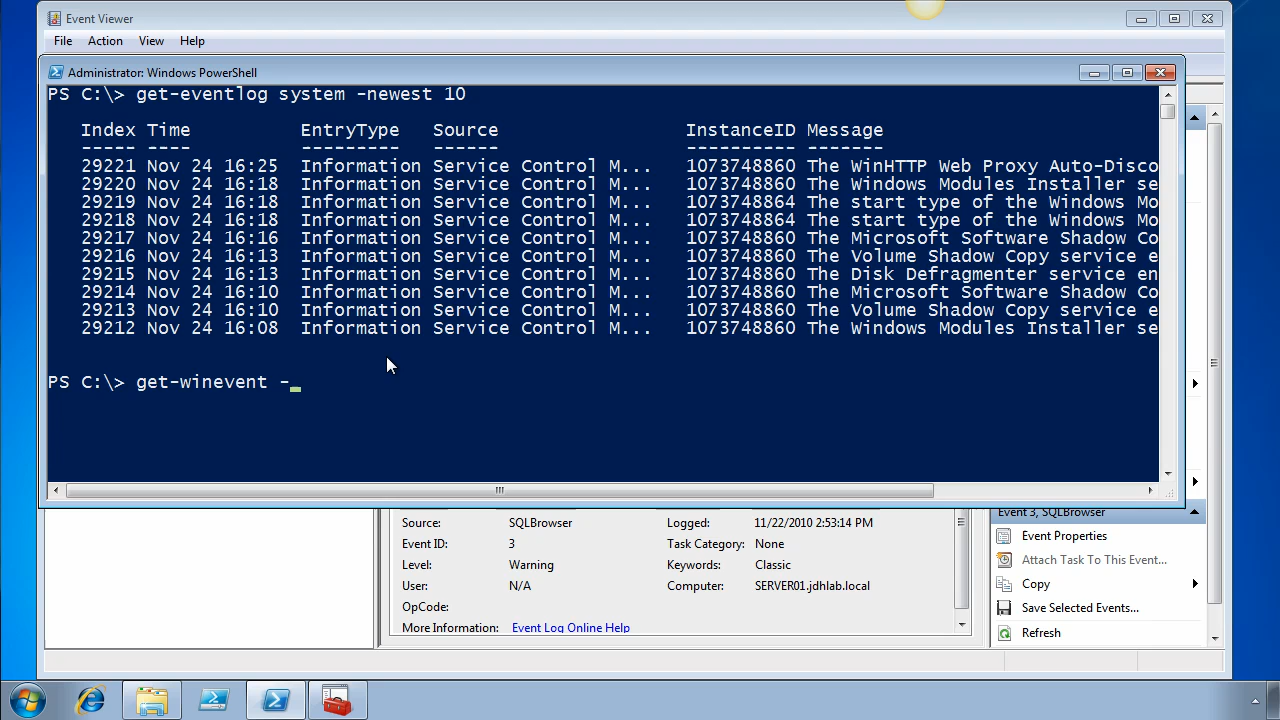 Event Viewer
File Action View Help
Administrator: Windows PowerShell
PS C:\> get-eventlog system -newest 10
Index Time EntryType Source InstanceID Message
----- ---- --------- ------ ---------- -------
29221 Nov 24 16:25 Information Service Control M... 1073748860 The WinHTTP Web Proxy Auto-Disco
29220 Nov 24 16:18 Information Service Control M... 1073748860 The Windows Modules Installer se
29219 Nov 24 16:18 Information Service Control M... 1073748864 The start type of the Windows Mo
29218 Nov 24 16:18 Information Service Control M... 1073748864 The start type of the Windows Mo
29217 Nov 24 16:16 Information Service Control M... 1073748860 The Microsoft Software Shadow Co
29216 Nov 24 16:13 Information Service Control M... 1073748860 The Volume Shadow Copy service e
29215 Nov 24 16:13 Information Service Control M... 1073748860 The Disk Defragmenter service en
29214 Nov 24 16:10 Information Service Control M... 1073748860 The Microsoft Software Shadow Co
29213 Nov 24 16:10 Information Service Control M... 1073748860 The Volume Shadow Copy service e
29212 Nov 24 16:08 Information Service Control M... 1073748860 The Windows Modules Installer se
PS C:\> get-winevent -_
Source: SQLBrowser Logged: 11/22/2010 2:53:14 PM
Event ID: 3 Task Category: None
Level: Warning Keywords: Classic
User: N/A Computer: SERVER01.jdhlab.local
OpCode:
More Information: Event Log Online Help
Event 3, SQLBrowser
Event Properties
Attach Task To This Event...
Copy
Save Selected Events...
Refresh